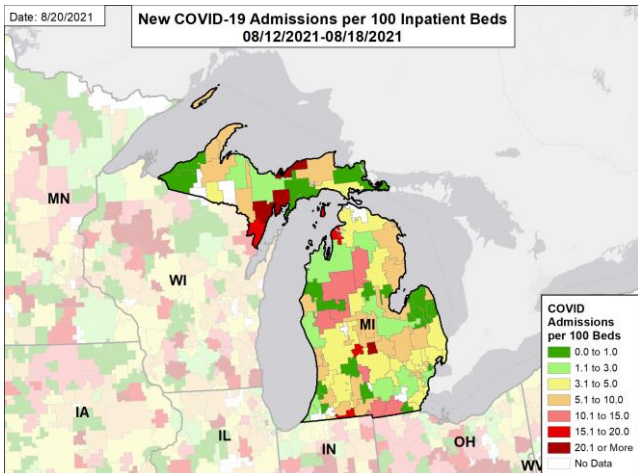 Date: 8/20/2021
New COVID-19 Admissions per 100 Inpatient Beds
08/12/2021-08/18/2021
MN
WI
MI
IA
IL
IN
OH
WV
COVID
Admissions
per 100 Beds
0.0 to 1.0
1.1 to 3.0
3.1 to 5.0
5.1 to 10.0
10.1 to 15.0
15.1 to 20.0
20.1 or More
No Data